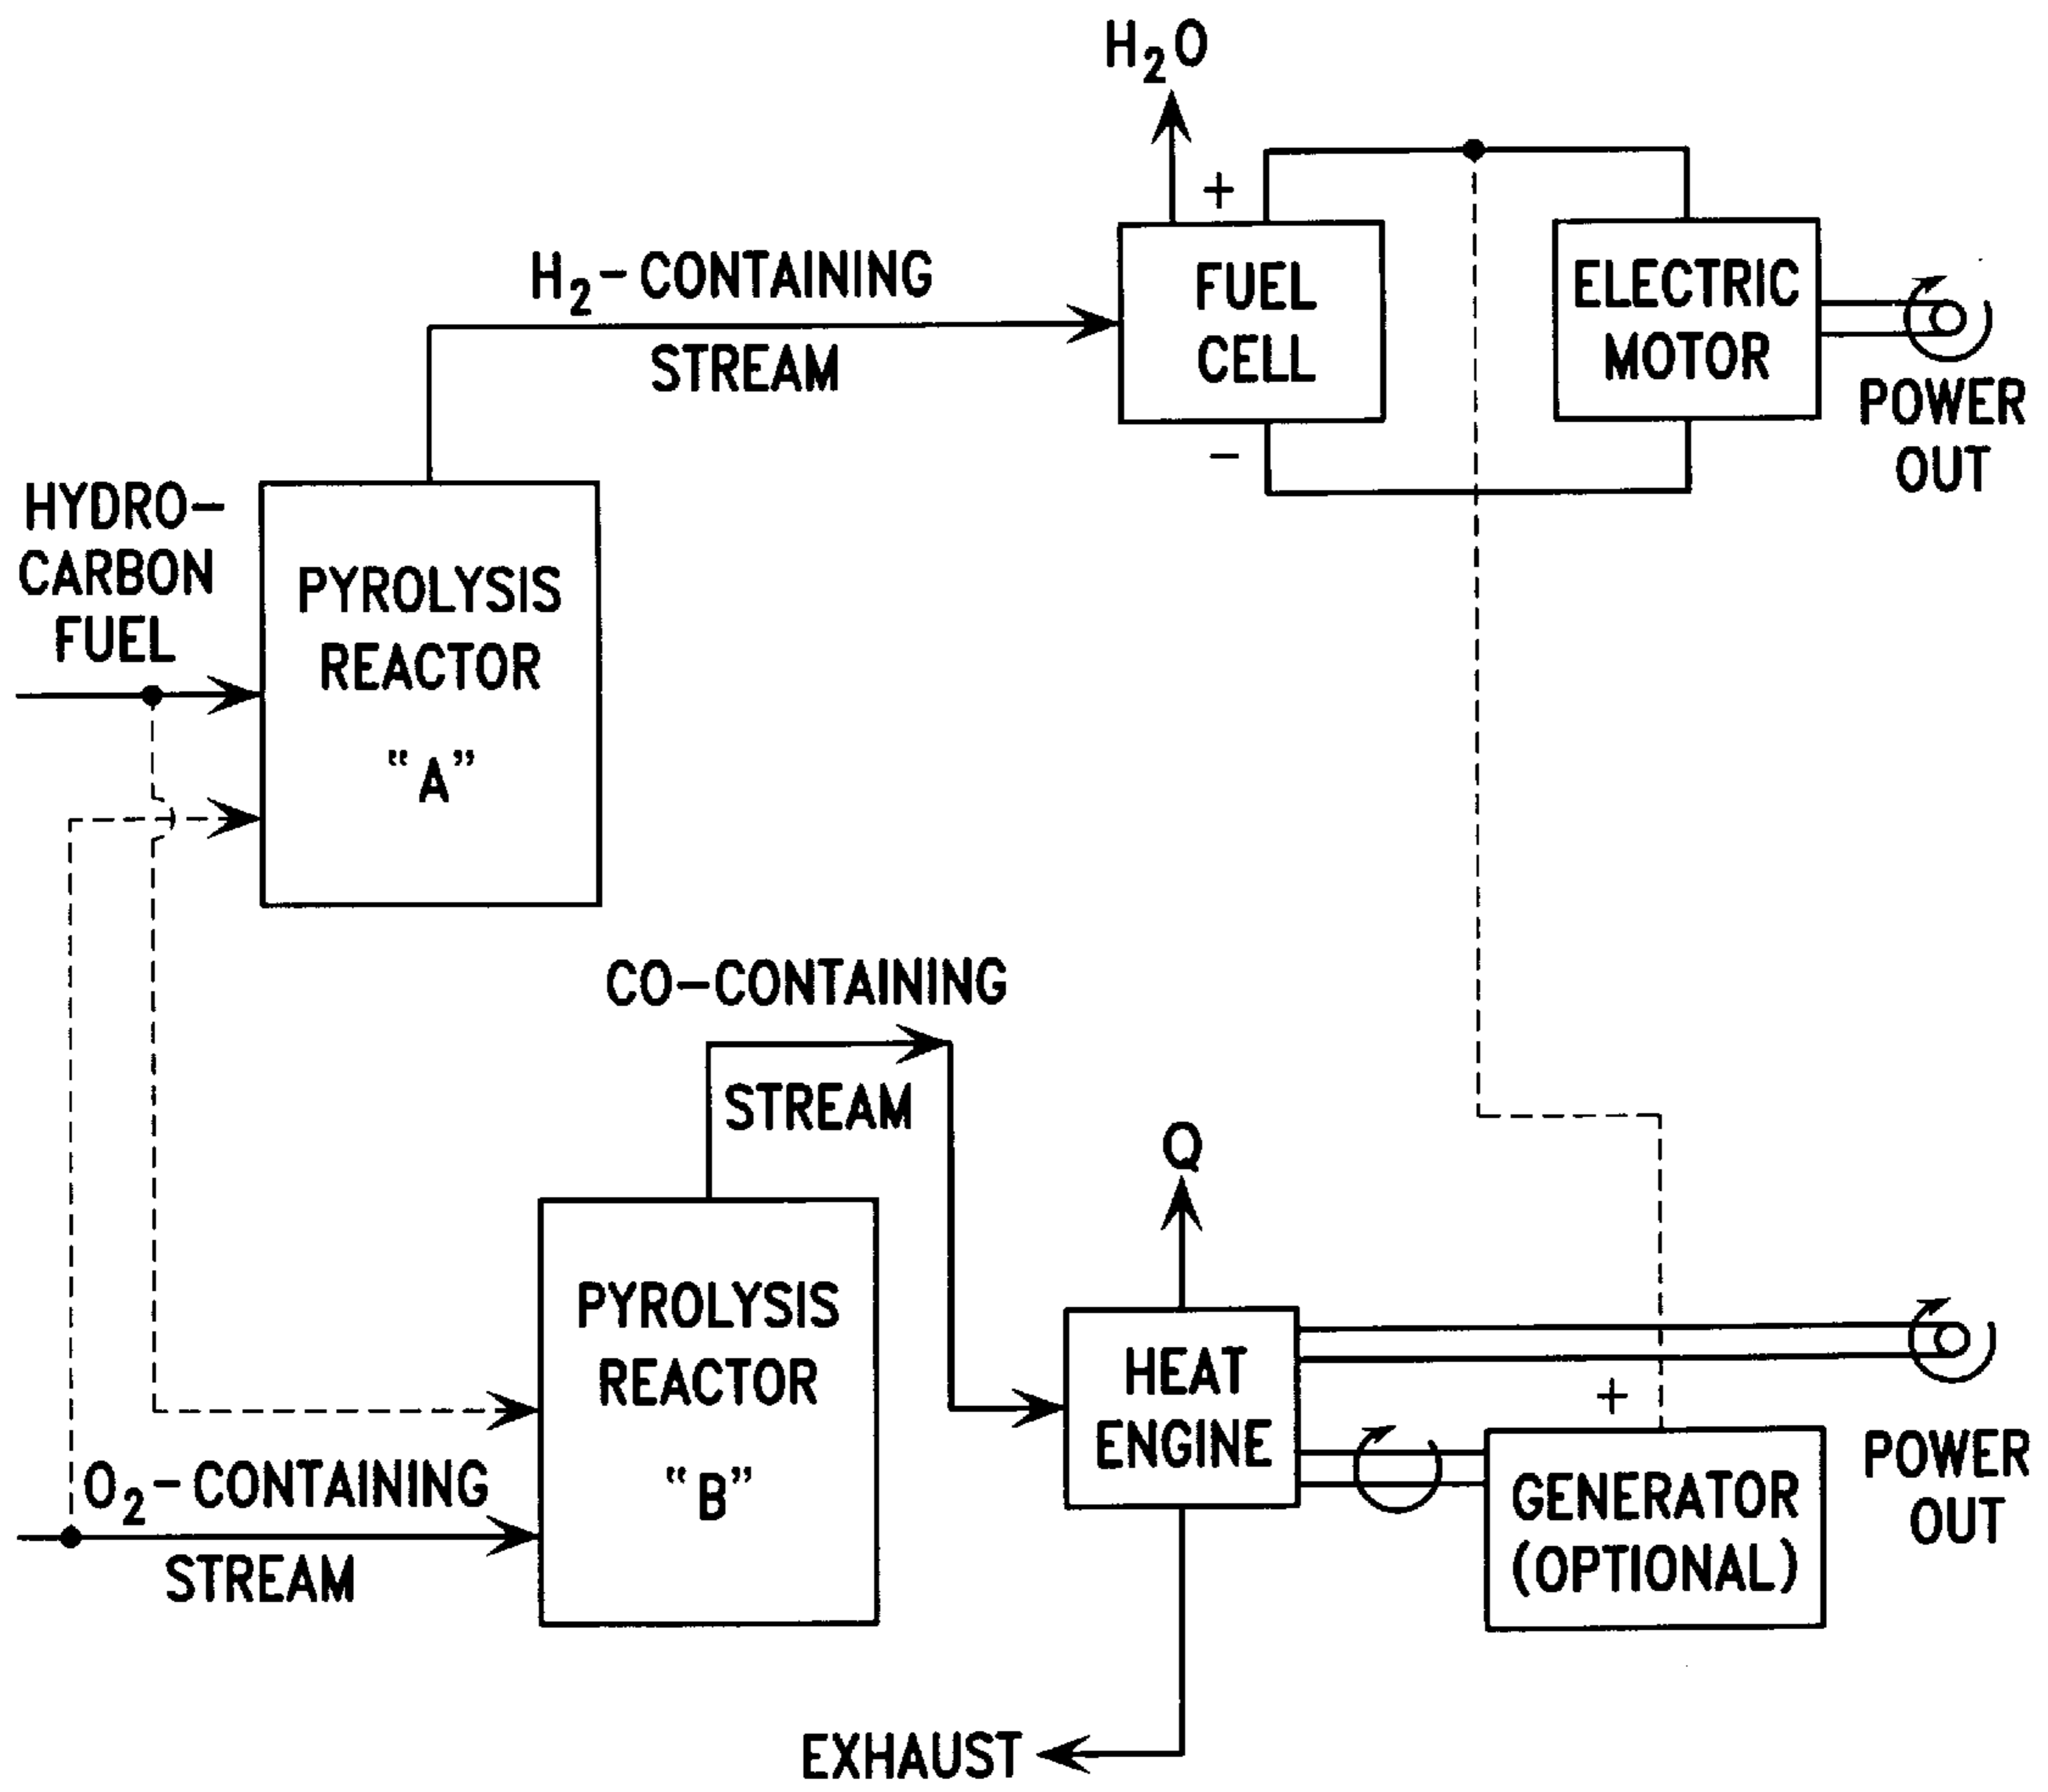 H₂O
+
H₂-CONTAINING
STREAM
FUEL
CELL
-
ELECTRIC
MOTOR
POWER
OUT
HYDRO-
CARBON
FUEL
PYROLYSIS
REACTOR
"A"
CO-CONTAINING
STREAM
PYROLYSIS
REACTOR
"B"
O₂-CONTAINING
STREAM
Q
HEAT
ENGINE
+
GENERATOR
(OPTIONAL)
POWER
OUT
EXHAUST